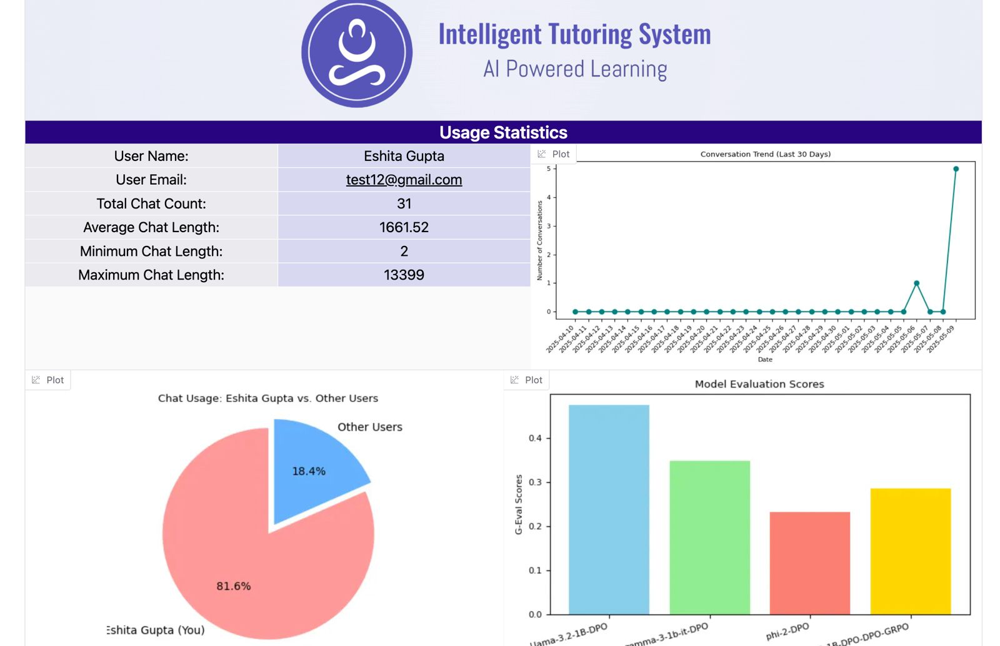 Intelligent Tutoring System
AI Powered Learning
Usage Statistics
User Name: Eshita Gupta
User Email: test12@gmail.com
Total Chat Count: 31
Average Chat Length: 1661.52
Minimum Chat Length: 2
Maximum Chat Length: 13399
Plot
Conversation Trend (Last 30 Days)
Number of Conversations
5
4
3
2
1
0
2025-04-10
2025-04-11
2025-04-12
2025-04-13
2025-04-14
2025-04-15
2025-04-16
2025-04-17
2025-04-18
2025-04-19
2025-04-20
2025-04-21
2025-04-22
2025-04-23
2025-04-24
2025-04-25
2025-04-26
2025-04-27
2025-04-28
2025-04-29
2025-04-30
2025-05-01
2025-05-02
2025-05-03
2025-05-04
2025-05-05
2025-05-06
2025-05-07
2025-05-08
2025-05-09
Date
Plot
Chat Usage: Eshita Gupta vs. Other Users
Other Users
18.4%
81.6%
Eshita Gupta (You)
Plot
Model Evaluation Scores
G-Eval Scores
0.4
0.3
0.2
0.1
0.0
llama-3.2-1B-DPO
amma-3-1b-it-DPO
phi-2-DPO
1B-DPO-DPO-GRPO